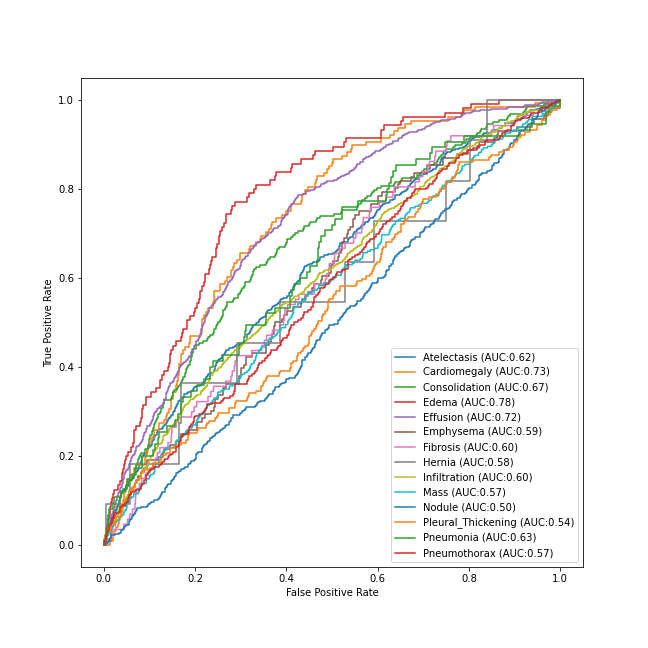 1.0
0.8
0.6
0.4
0.2
0.0
True Positive Rate
Atelectasis (AUC:0.62)
Cardiomegaly (AUC:0.73)
Consolidation (AUC:0.67)
Edema (AUC:0.78)
Effusion (AUC:0.72)
Emphysema (AUC:0.59)
Fibrosis (AUC:0.60)
Hernia (AUC:0.58)
Infiltration (AUC:0.60)
Mass (AUC:0.57)
Nodule (AUC:0.50)
Pleural_Thickening (AUC:0.54)
Pneumonia (AUC:0.63)
Pneumothorax (AUC:0.57)
0.0 0.2 0.4 0.6 0.8 1.0
False Positive Rate